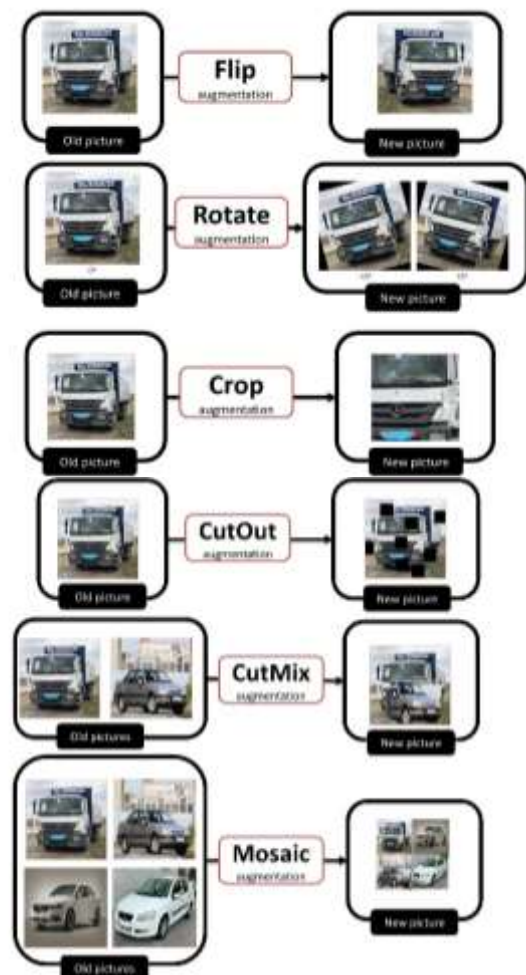 Flip
augmentation
Old picture
New picture
Rotate
augmentation
Old picture
New picture
Crop
augmentation
Old picture
New picture
CutOut
augmentation
Old picture
New picture
CutMix
augmentation
Old pictures
New picture
Mosaic
augmentation
Old pictures
New picture